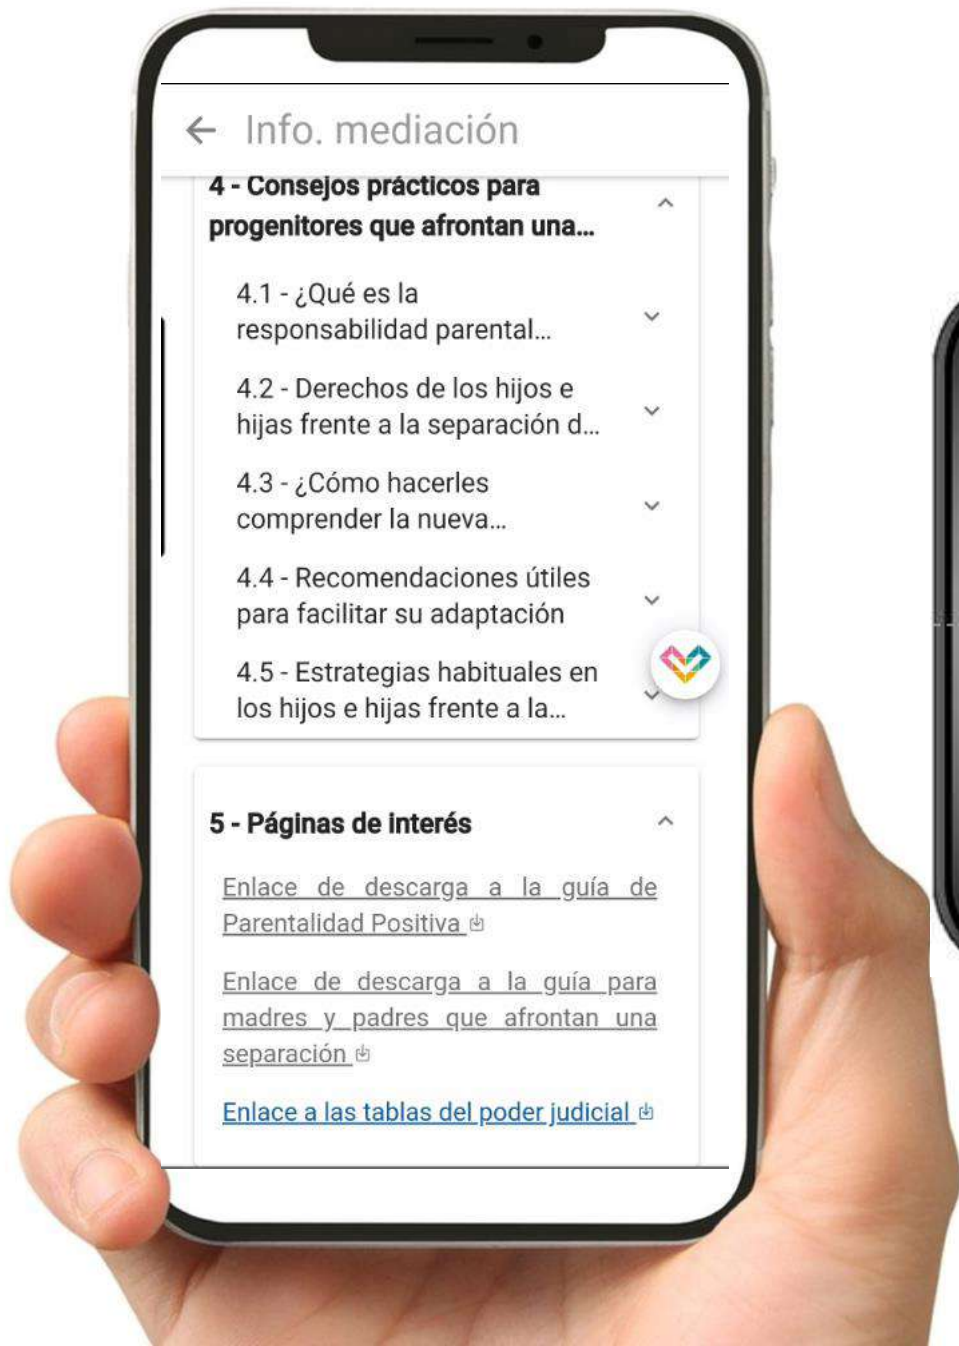 ← Info. mediación
4 - Consejos prácticos para
progenitores que afrontan una...
4.1 - ¿Qué es la
responsabilidad parental...
4.2 - Derechos de los hijos e
hijas frente a la separación d...
4.3 - ¿Cómo hacerles
comprender la nueva...
4.4 - Recomendaciones útiles
para facilitar su adaptación
4.5 - Estrategias habituales en
los hijos e hijas frente a la...
5 - Páginas de interés
Enlace de descarga a la guía de
Parentalidad Positiva
Enlace de descarga a la guía para
madres y padres que afrontan una
separación
Enlace a las tablas del poder judicial